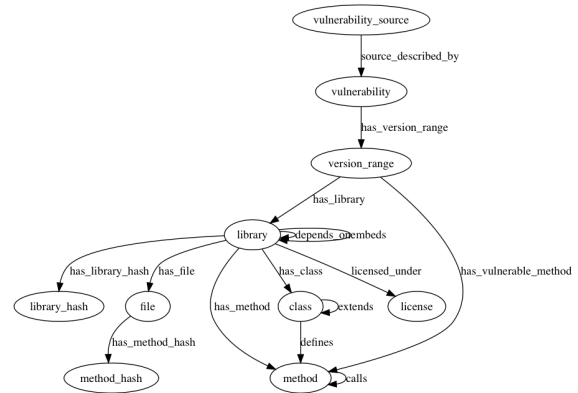 vulnerability_source
source_described_by
vulnerability
has_version_range
version_range
has_library
library
depends_on
embeds
has_library_hash
has_file
has_class
licensed_under
has_vulnerable_method
library_hash
file
has_method
class
extends
license
has_method_hash
defines
method_hash
method
calls